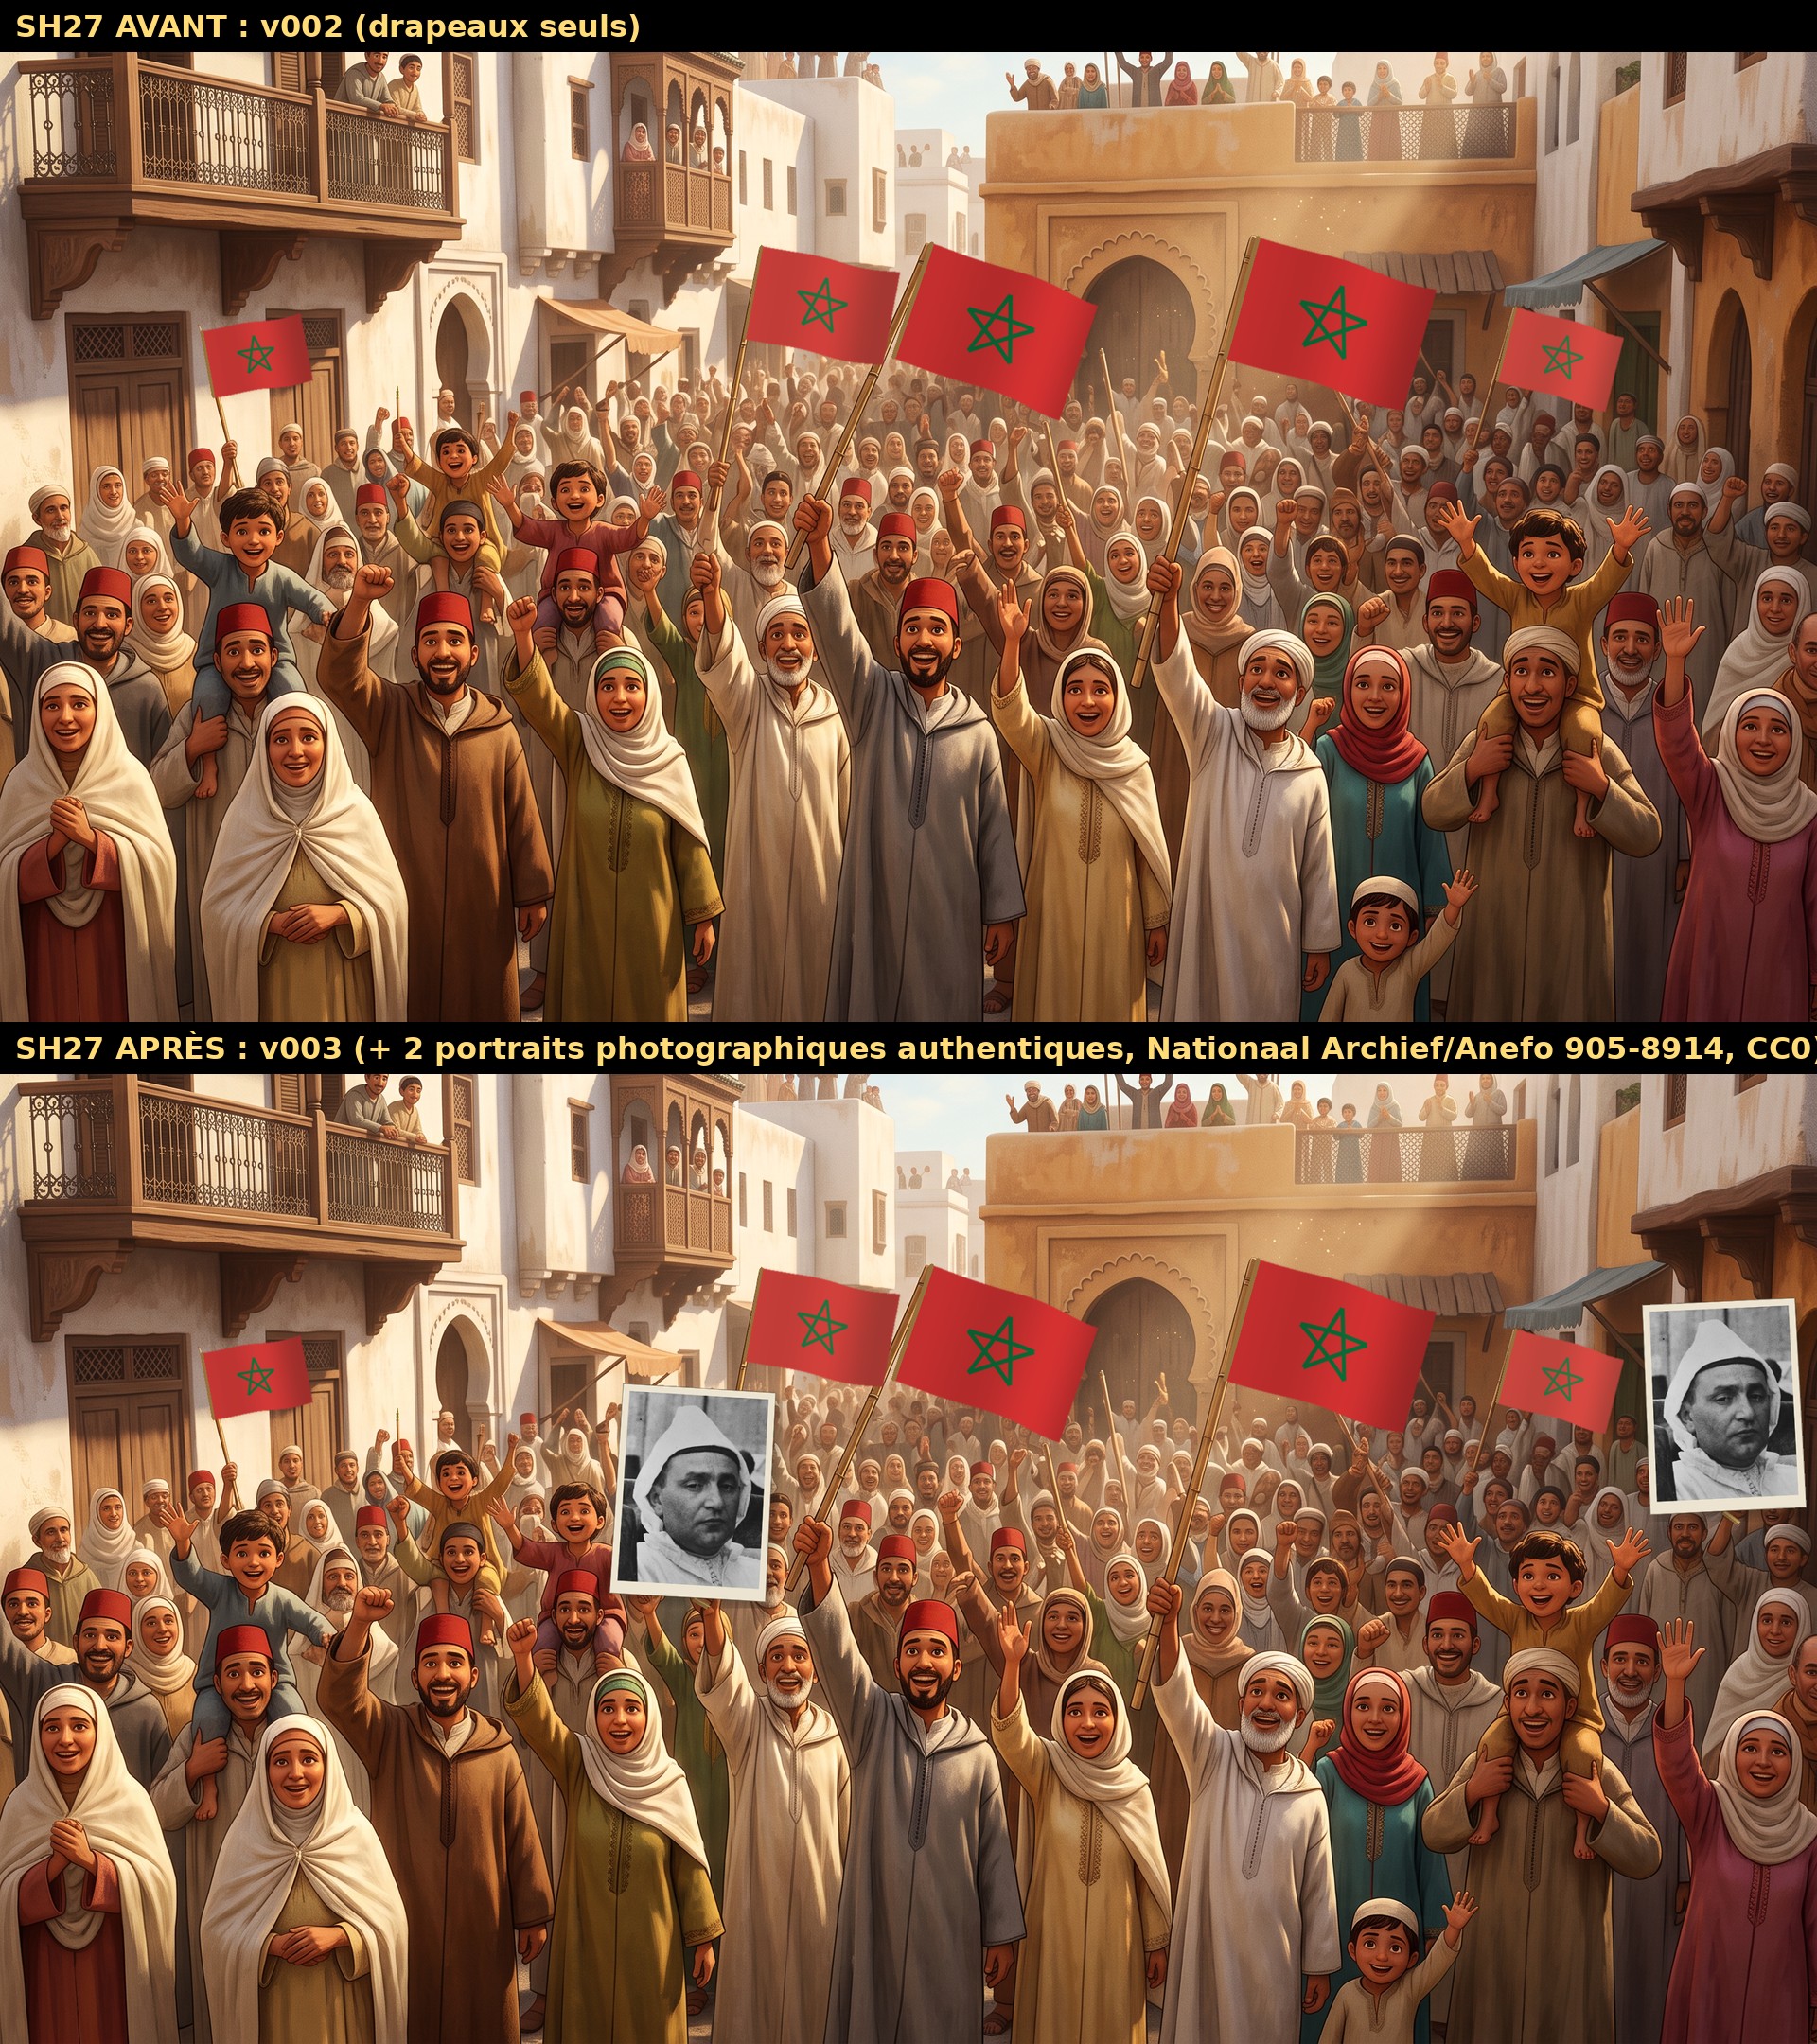 SH27 AVANT : v002 (drapeaux seuls)
SH27 APRÈS : v003 (+ 2 portraits photographiques authentiques, Nationaal Archief/Anefo 905-8914, CC0)